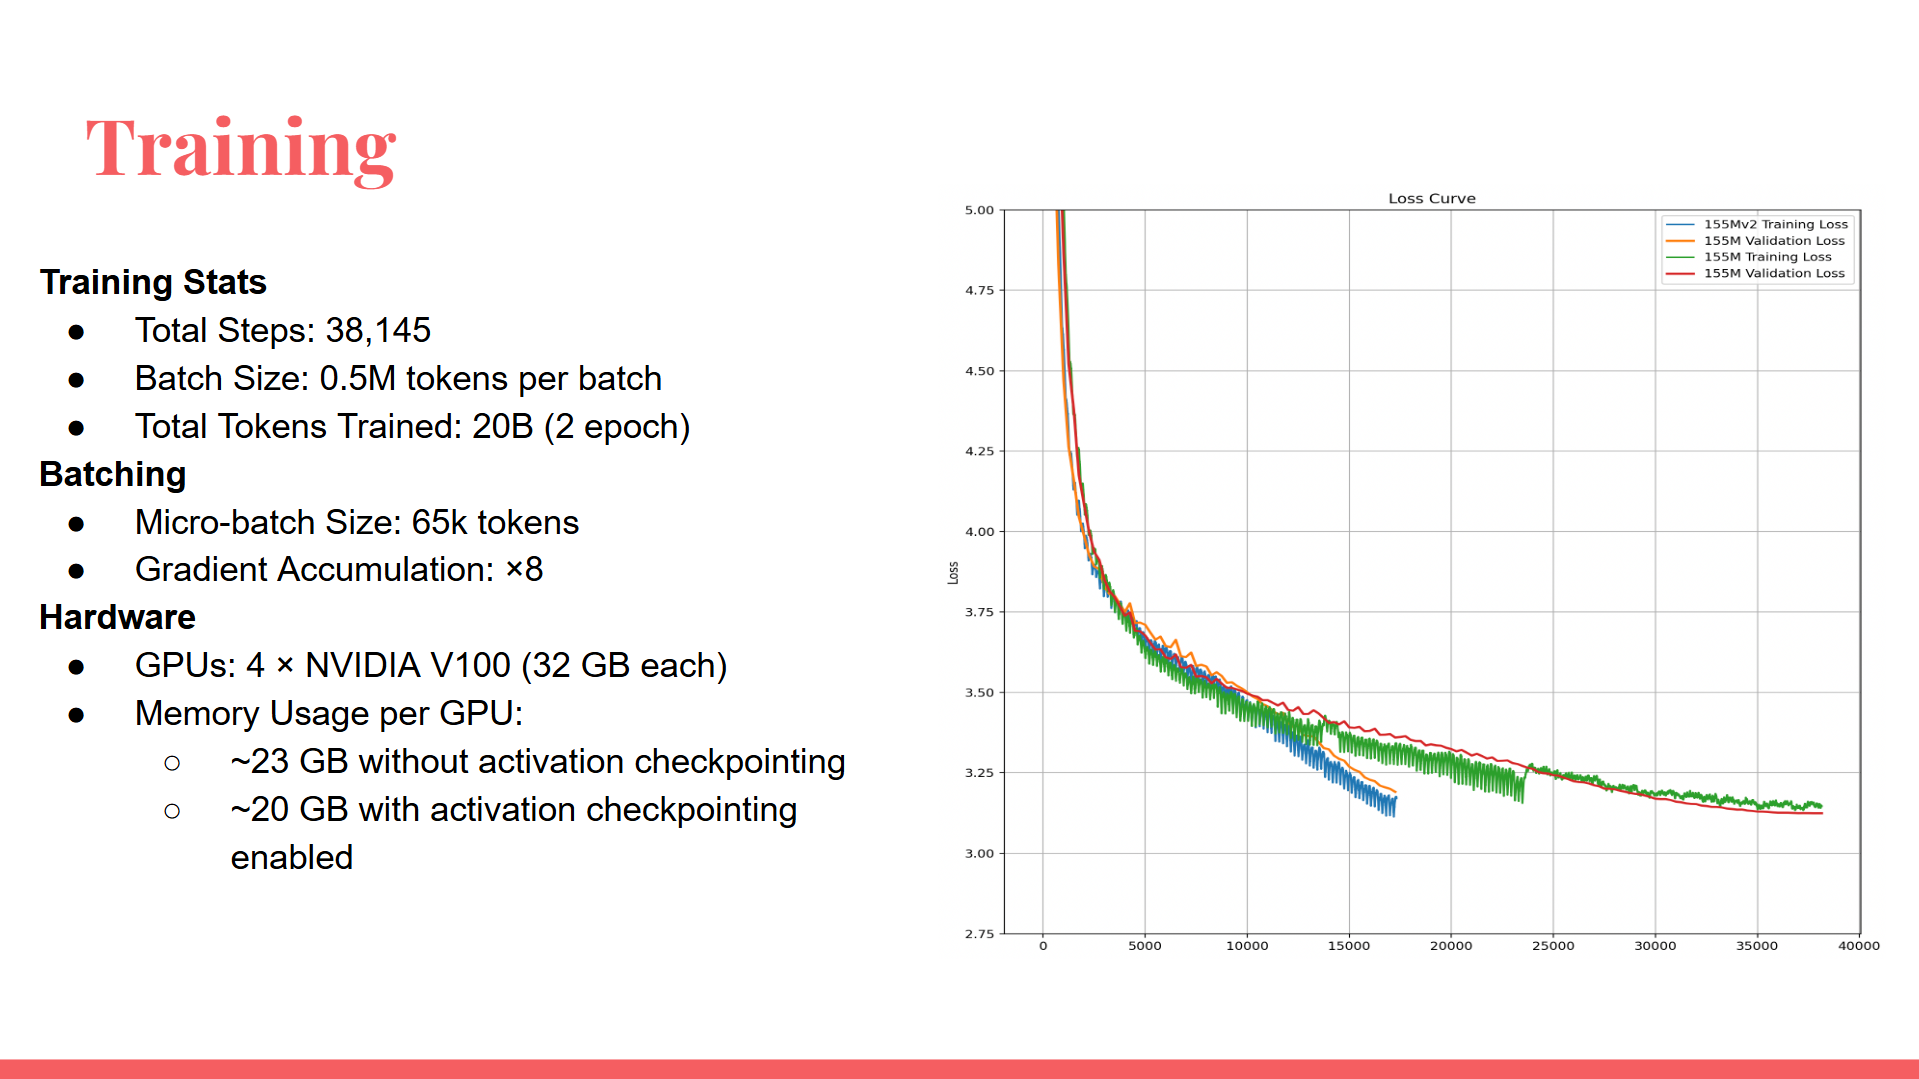 Training
Training Stats
● Total Steps: 38,145
● Batch Size: 0.5M tokens per batch
● Total Tokens Trained: 20B (2 epoch)
Batching
● Micro-batch Size: 65k tokens
● Gradient Accumulation: ×8
Hardware
● GPUs: 4 × NVIDIA V100 (32 GB each)
● Memory Usage per GPU:
○ ~23 GB without activation checkpointing
○ ~20 GB with activation checkpointing
enabled
Loss Curve
155Mv2 Training Loss
155M Validation Loss
155M Training Loss
155M Validation Loss
5.00
4.75
4.50
4.25
4.00
3.75
3.50
3.25
3.00
2.75
Loss
0 5000 10000 15000 20000 25000 30000 35000 40000